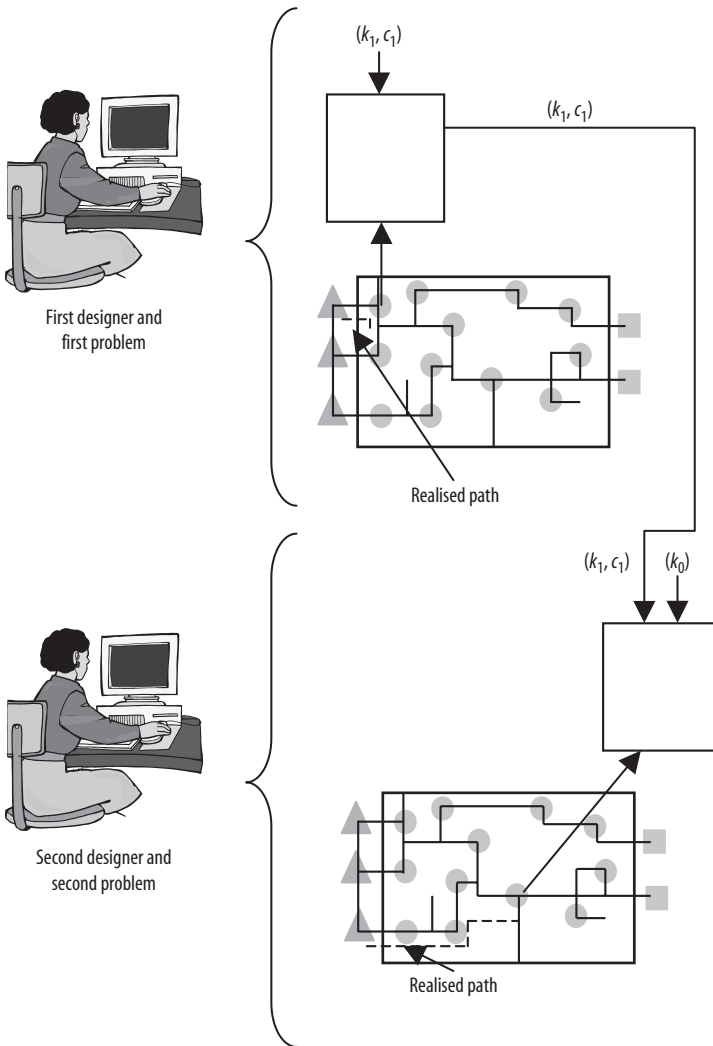 (k₁, c₁)
(k₁, c₁)
First designer and
first problem
Realised path
(k₁, c₁) (k₀)
Second designer and
second problem
Realised path